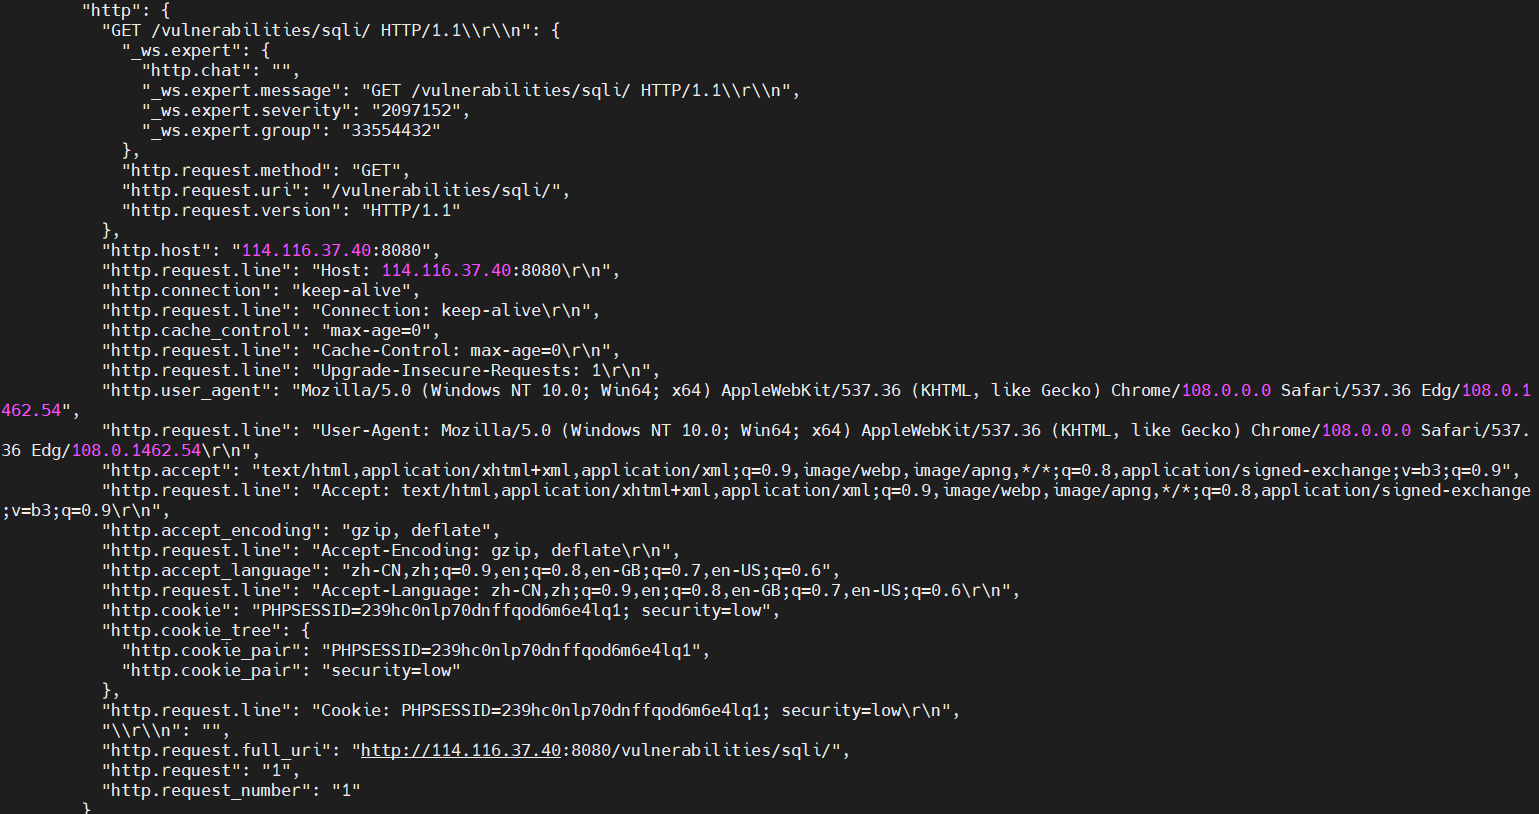 "http": {
"GET /vulnerabilities/sqli/ HTTP/1.1\\r\\n": {
"_ws.expert": {
"http.chat": "",
"_ws.expert.message": "GET /vulnerabilities/sqli/ HTTP/1.1\\r\\n",
"_ws.expert.severity": "2097152",
"_ws.expert.group": "33554432"
},
"http.request.method": "GET",
"http.request.uri": "/vulnerabilities/sqli/",
"http.request.version": "HTTP/1.1"
},
"http.host": "114.116.37.40:8080",
"http.request.line": "Host: 114.116.37.40:8080\r\n",
"http.connection": "keep-alive",
"http.request.line": "Connection: keep-alive\r\n",
"http.cache_control": "max-age=0",
"http.request.line": "Cache-Control: max-age=0\r\n",
"http.request.line": "Upgrade-Insecure-Requests: 1\r\n",
"http.user_agent": "Mozilla/5.0 (Windows NT 10.0; Win64; x64) AppleWebKit/537.36 (KHTML, like Gecko) Chrome/108.0.0.0 Safari/537.36 Edg/108.0.1
462.54",
"http.request.line": "User-Agent: Mozilla/5.0 (Windows NT 10.0; Win64; x64) AppleWebKit/537.36 (KHTML, like Gecko) Chrome/108.0.0.0 Safari/537.
36 Edg/108.0.1462.54\r\n",
"http.accept": "text/html,application/xhtml+xml,application/xml;q=0.9,image/webp,image/apng,*/*;q=0.8,application/signed-exchange;v=b3;q=0.9",
"http.request.line": "Accept: text/html,application/xhtml+xml,application/xml;q=0.9,image/webp,image/apng,*/*;q=0.8,application/signed-exchange
;v=b3;q=0.9\r\n",
"http.accept_encoding": "gzip, deflate",
"http.request.line": "Accept-Encoding: gzip, deflate\r\n",
"http.accept_language": "zh-CN,zh;q=0.9,en;q=0.8,en-GB;q=0.7,en-US;q=0.6",
"http.request.line": "Accept-Language: zh-CN,zh;q=0.9,en;q=0.8,en-GB;q=0.7,en-US;q=0.6\r\n",
"http.cookie": "PHPSESSID=239hc0nlp70dnffqod6m6e4lq1; security=low",
"http.cookie_tree": {
"http.cookie_pair": "PHPSESSID=239hc0nlp70dnffqod6m6e4lq1",
"http.cookie_pair": "security=low"
},
"http.request.line": "Cookie: PHPSESSID=239hc0nlp70dnffqod6m6e4lq1; security=low\r\n",
"\\r\\n": "",
"http.request.full_uri": "http://114.116.37.40:8080/vulnerabilities/sqli/",
"http.request": "1",
"http.request_number": "1"
}